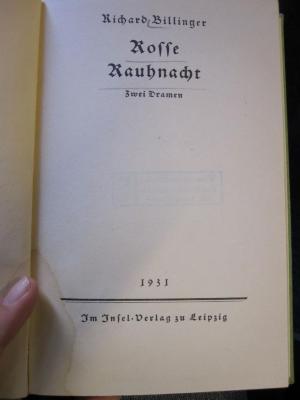 Richard Billinger
Rosse
Rauhnacht
Zwei Dramen
1931
Im Insel-Verlag zu Leipzig